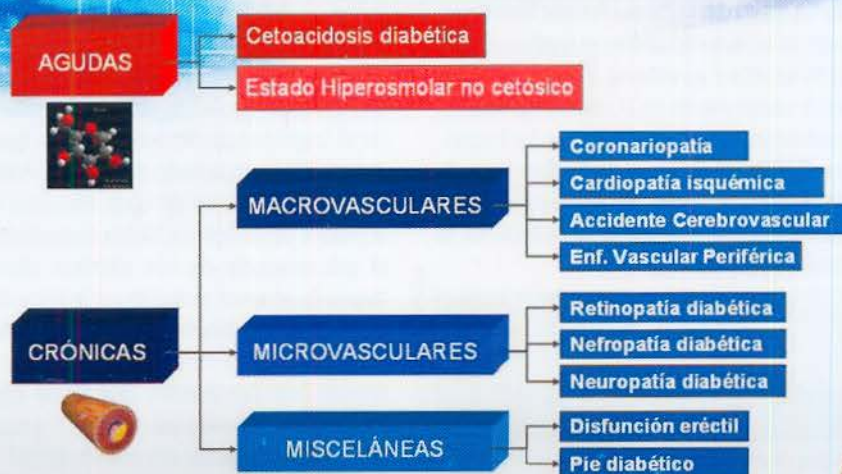 AGUDAS
Cetoacidosis diabética
Estado Hiperosmolar no cetósico
CRÓNICAS
MACROVASCULARES
Coronariopatía
Cardiopatía isquémica
Accidente Cerebrovascular
Enf. Vascular Periférica
MICROVASCULARES
Retinopatía diabética
Nefropatía diabética
Neuropatía diabética
MISCELÁNEAS
Disfunción eréctil
Pie diabético